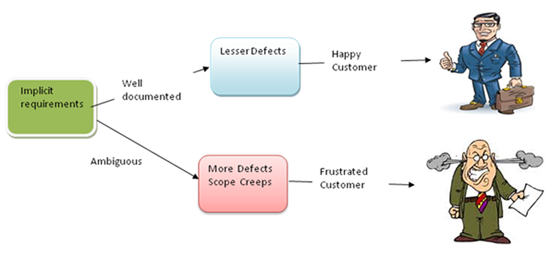 Implicit
requirements
Well
documented
Lesser Defects
Happy
Customer
Ambiguous
More Defects
Scope Creeps
Frustrated
Customer